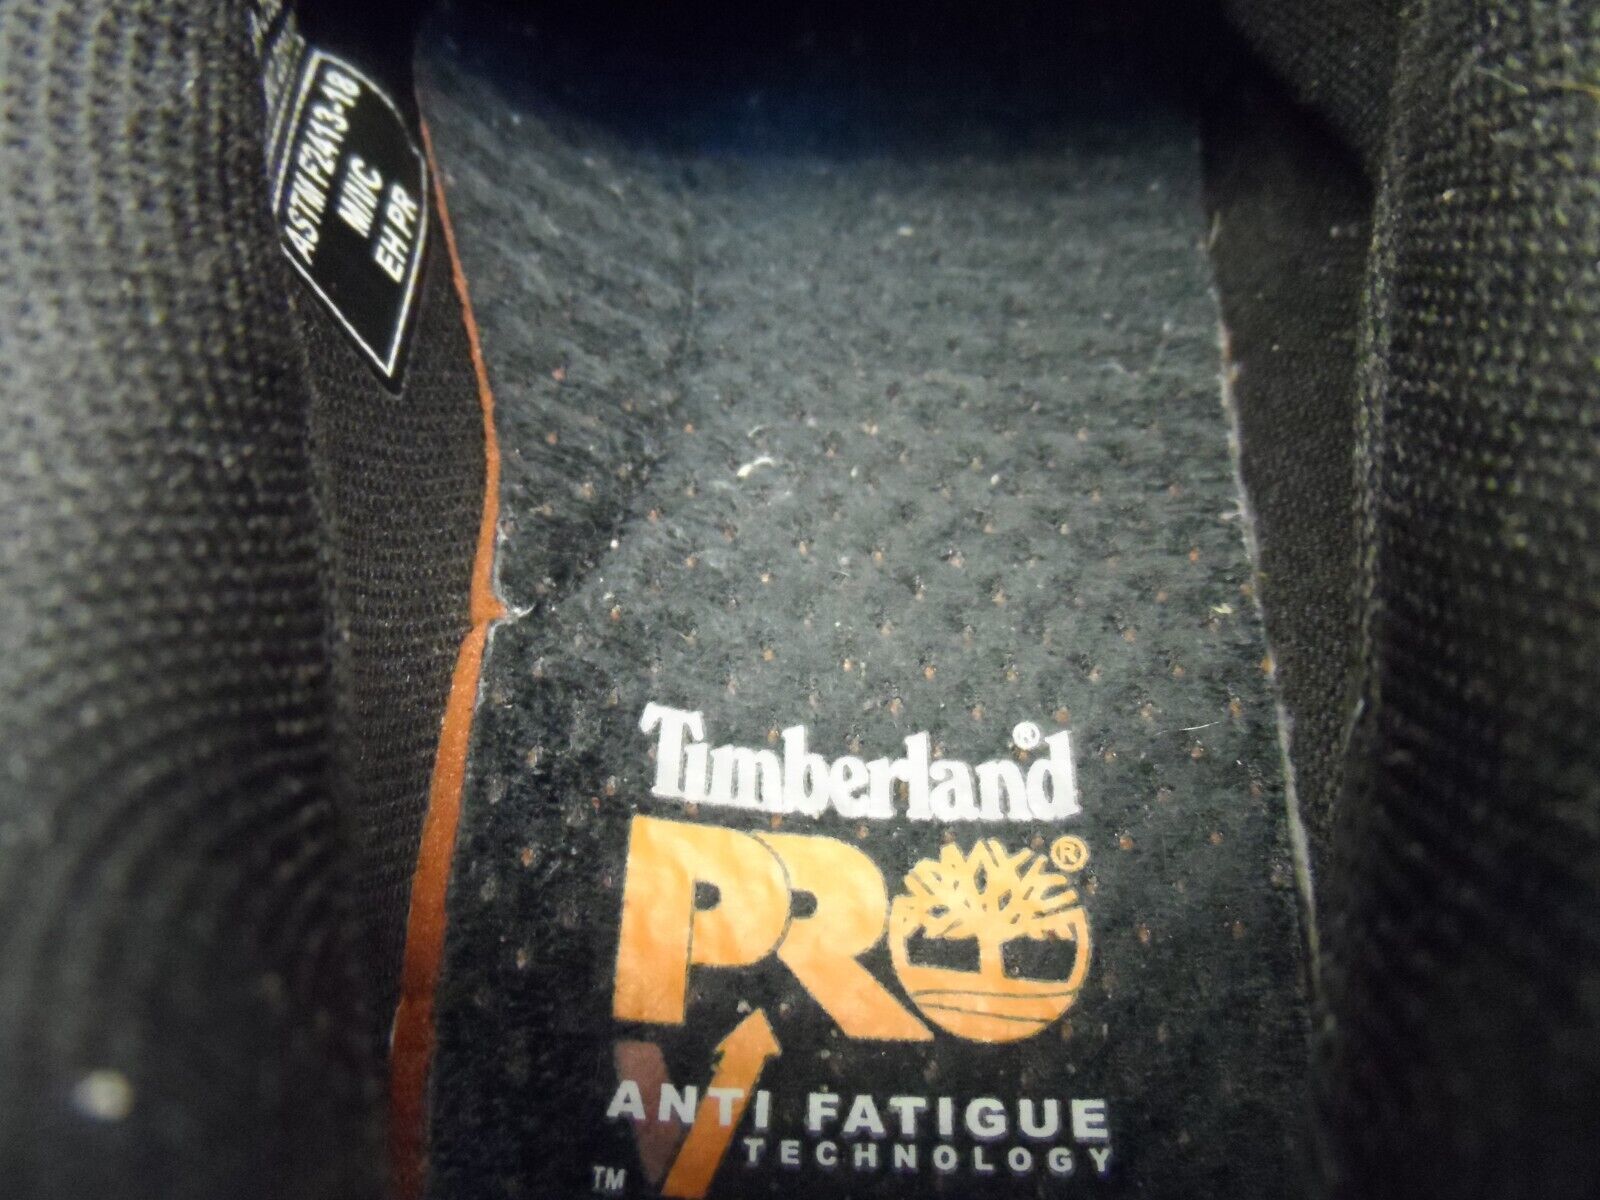 ASTM F2413-18
M/I/C
EH PR
Timberland®
PRO®
ANTI FATIGUE
TECHNOLOGY
TM